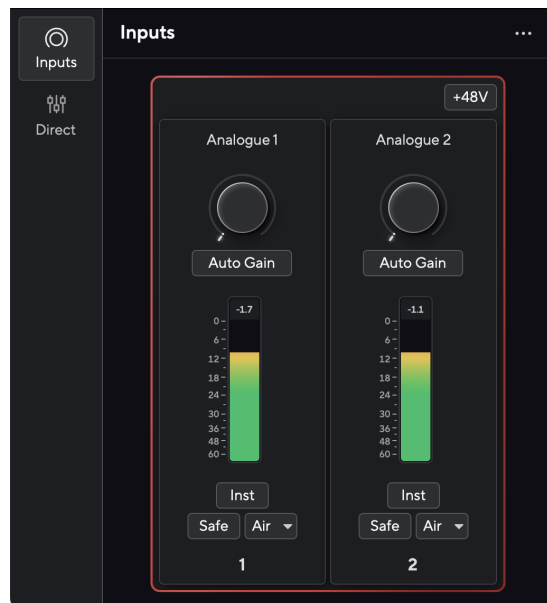 Inputs
Direct
Inputs
...
+48V
Analogue 1
Auto Gain
-1.7
0
6
12
18
24
30
36
48
60
Inst
Safe Air
1
Analogue 2
Auto Gain
-1.1
0
6
12
18
24
30
36
48
60
Inst
Safe Air
2